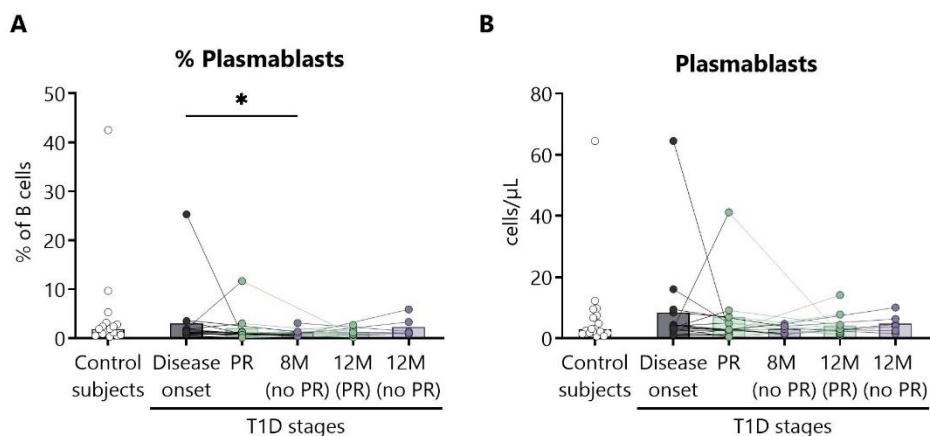 A
% Plasmablasts
% of B cells
50
40
30
20
10
0
*
Control subjects
Disease onset
PR
8M (no PR)
12M (PR)
12M (no PR)
T1D stages
B
Plasmablasts
cells/µL
80
60
40
20
0
Control subjects
Disease onset
PR
8M (no PR)
12M (PR)
12M (no PR)
T1D stages